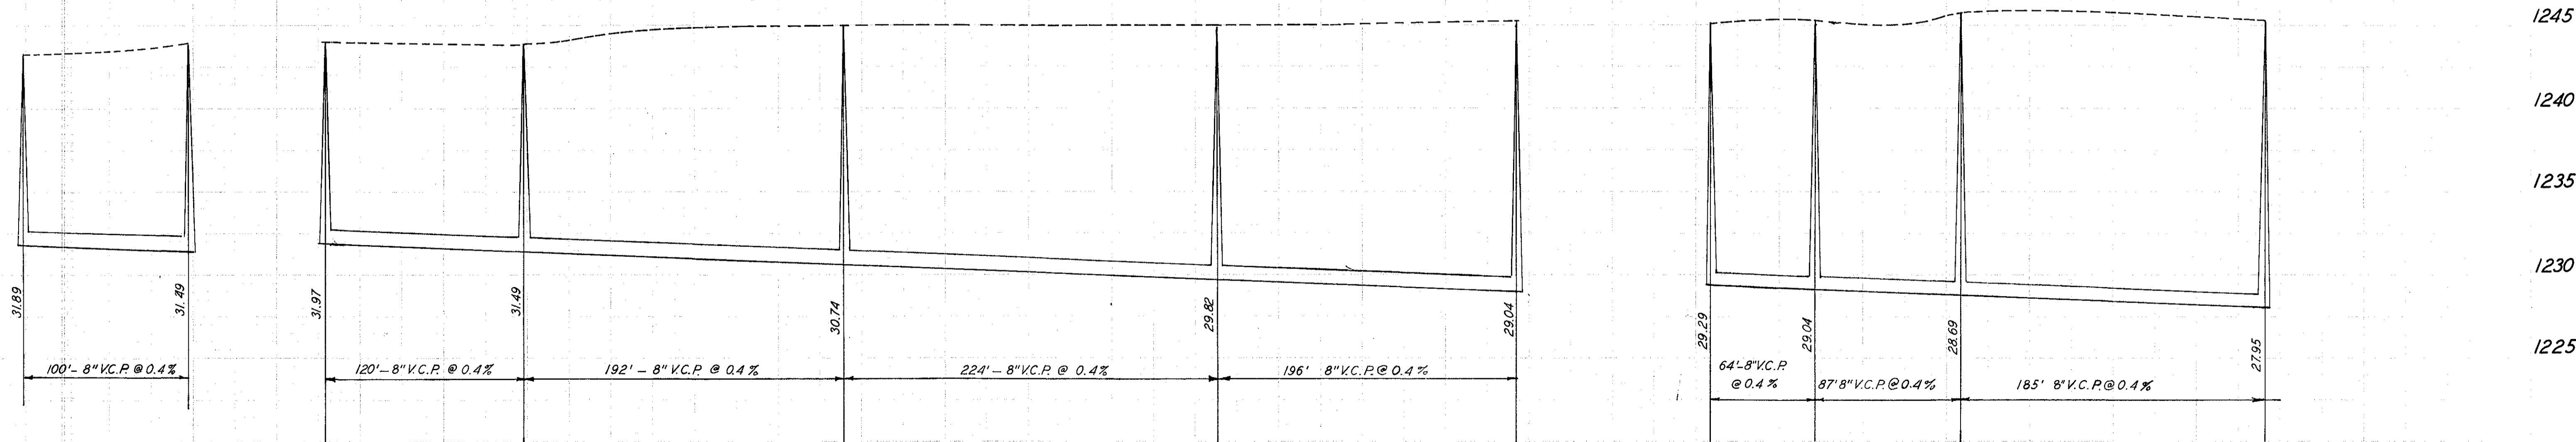 1245
1240
1235
1230
1225
31.89
31.49
31.97
31.49
30.74
29.82
29.04
29.29
29.04
28.69
27.95
100'- 8" V.C.P. @ 0.4%
120'-8" V.C.P. @ 0.4%
192' - 8" V.C.P. @ 0.4%
224' - 8" V.C.P. @ 0.4%
196' 8" V.C.P. @ 0.4%
64'-8" V.C.P.
@ 0.4%
87' 8" V.C.P. @ 0.4%
185' 8" V.C.P. @ 0.4%